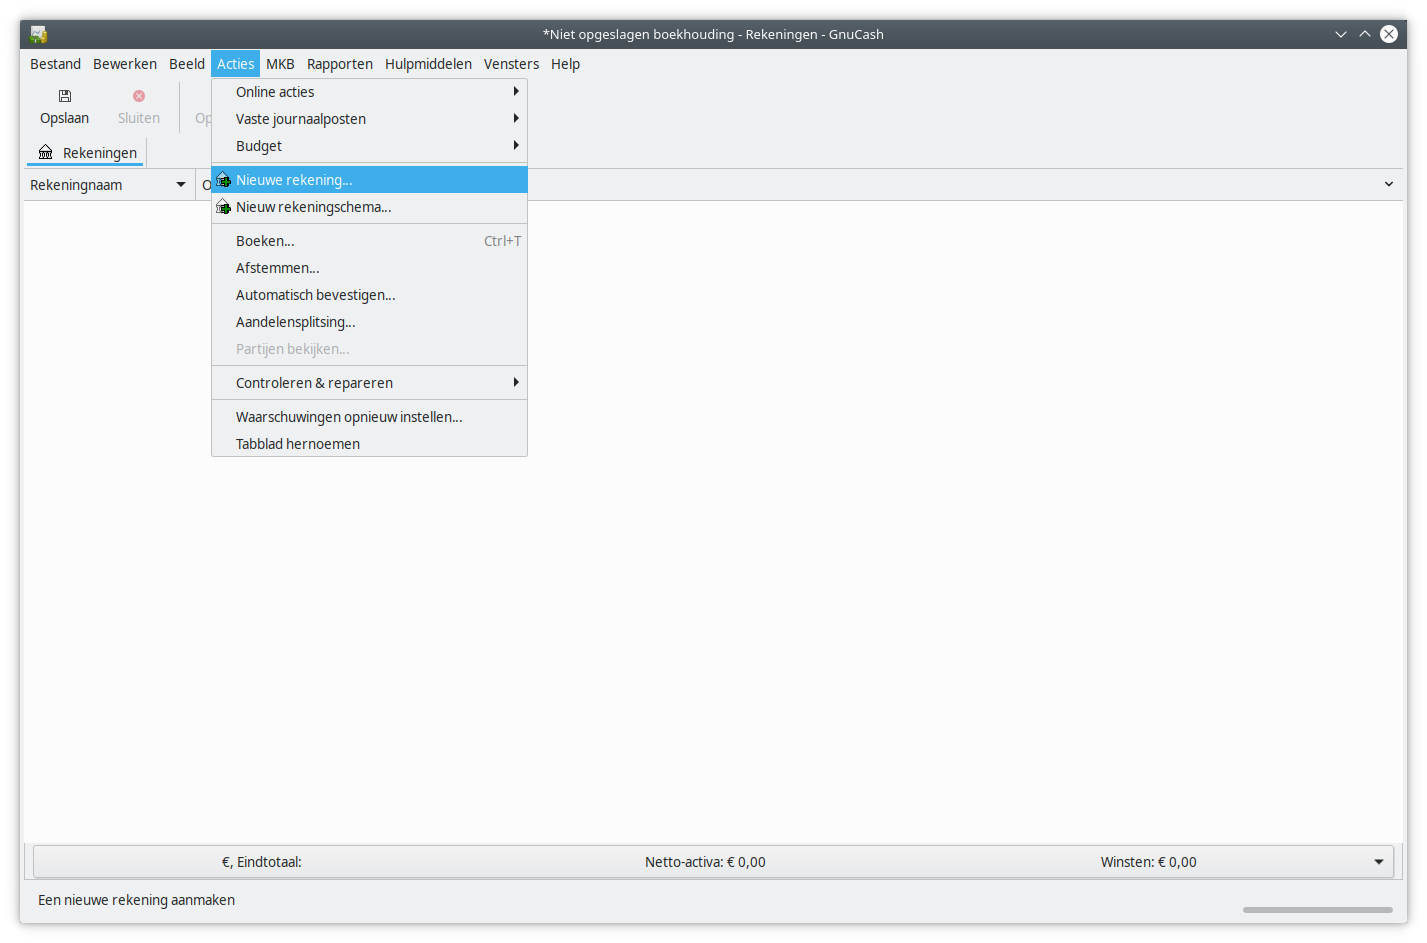 *Niet opgeslagen boekhouding - Rekeningen - GnuCash
Bestand Bewerken Beeld Acties MKB Rapporten Hulpmiddelen Vensters Help
Opslaan Sluiten
Rekeningen
Rekeningnaam
Online acties
Vaste journaalposten
Budget
Nieuwe rekening...
Nieuw rekeningschema...
Boeken... Ctrl+T
Afstemmen...
Automatisch bevestigen...
Aandelensplitsing...
Partijen bekijken...
Controleren & repareren
Waarschuwingen opnieuw instellen...
Tabblad hernoemen
€, Eindtotaal: Netto-activa: € 0,00 Winsten: € 0,00
Een nieuwe rekening aanmaken